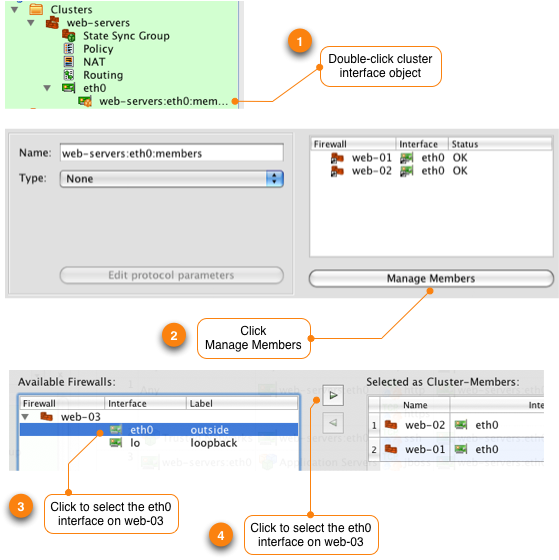 Clusters
web-servers
State Sync Group
Policy
NAT
Routing
eth0
web-servers:eth0:mem...
1
Double-click cluster
interface object
Name: web-servers:eth0:members
Type: None
Edit protocol parameters
Firewall Interface Status
web-01 eth0 OK
web-02 eth0 OK
Manage Members
2
Click
Manage Members
Available Firewalls:
Firewall Interface Label
web-03
eth0 outside
lo loopback
Selected as Cluster-Members:
Name Inte
1 web-02 eth0
2 web-01 eth0
3
Click to select the eth0
interface on web-03
4
Click to select the eth0
interface on web-03